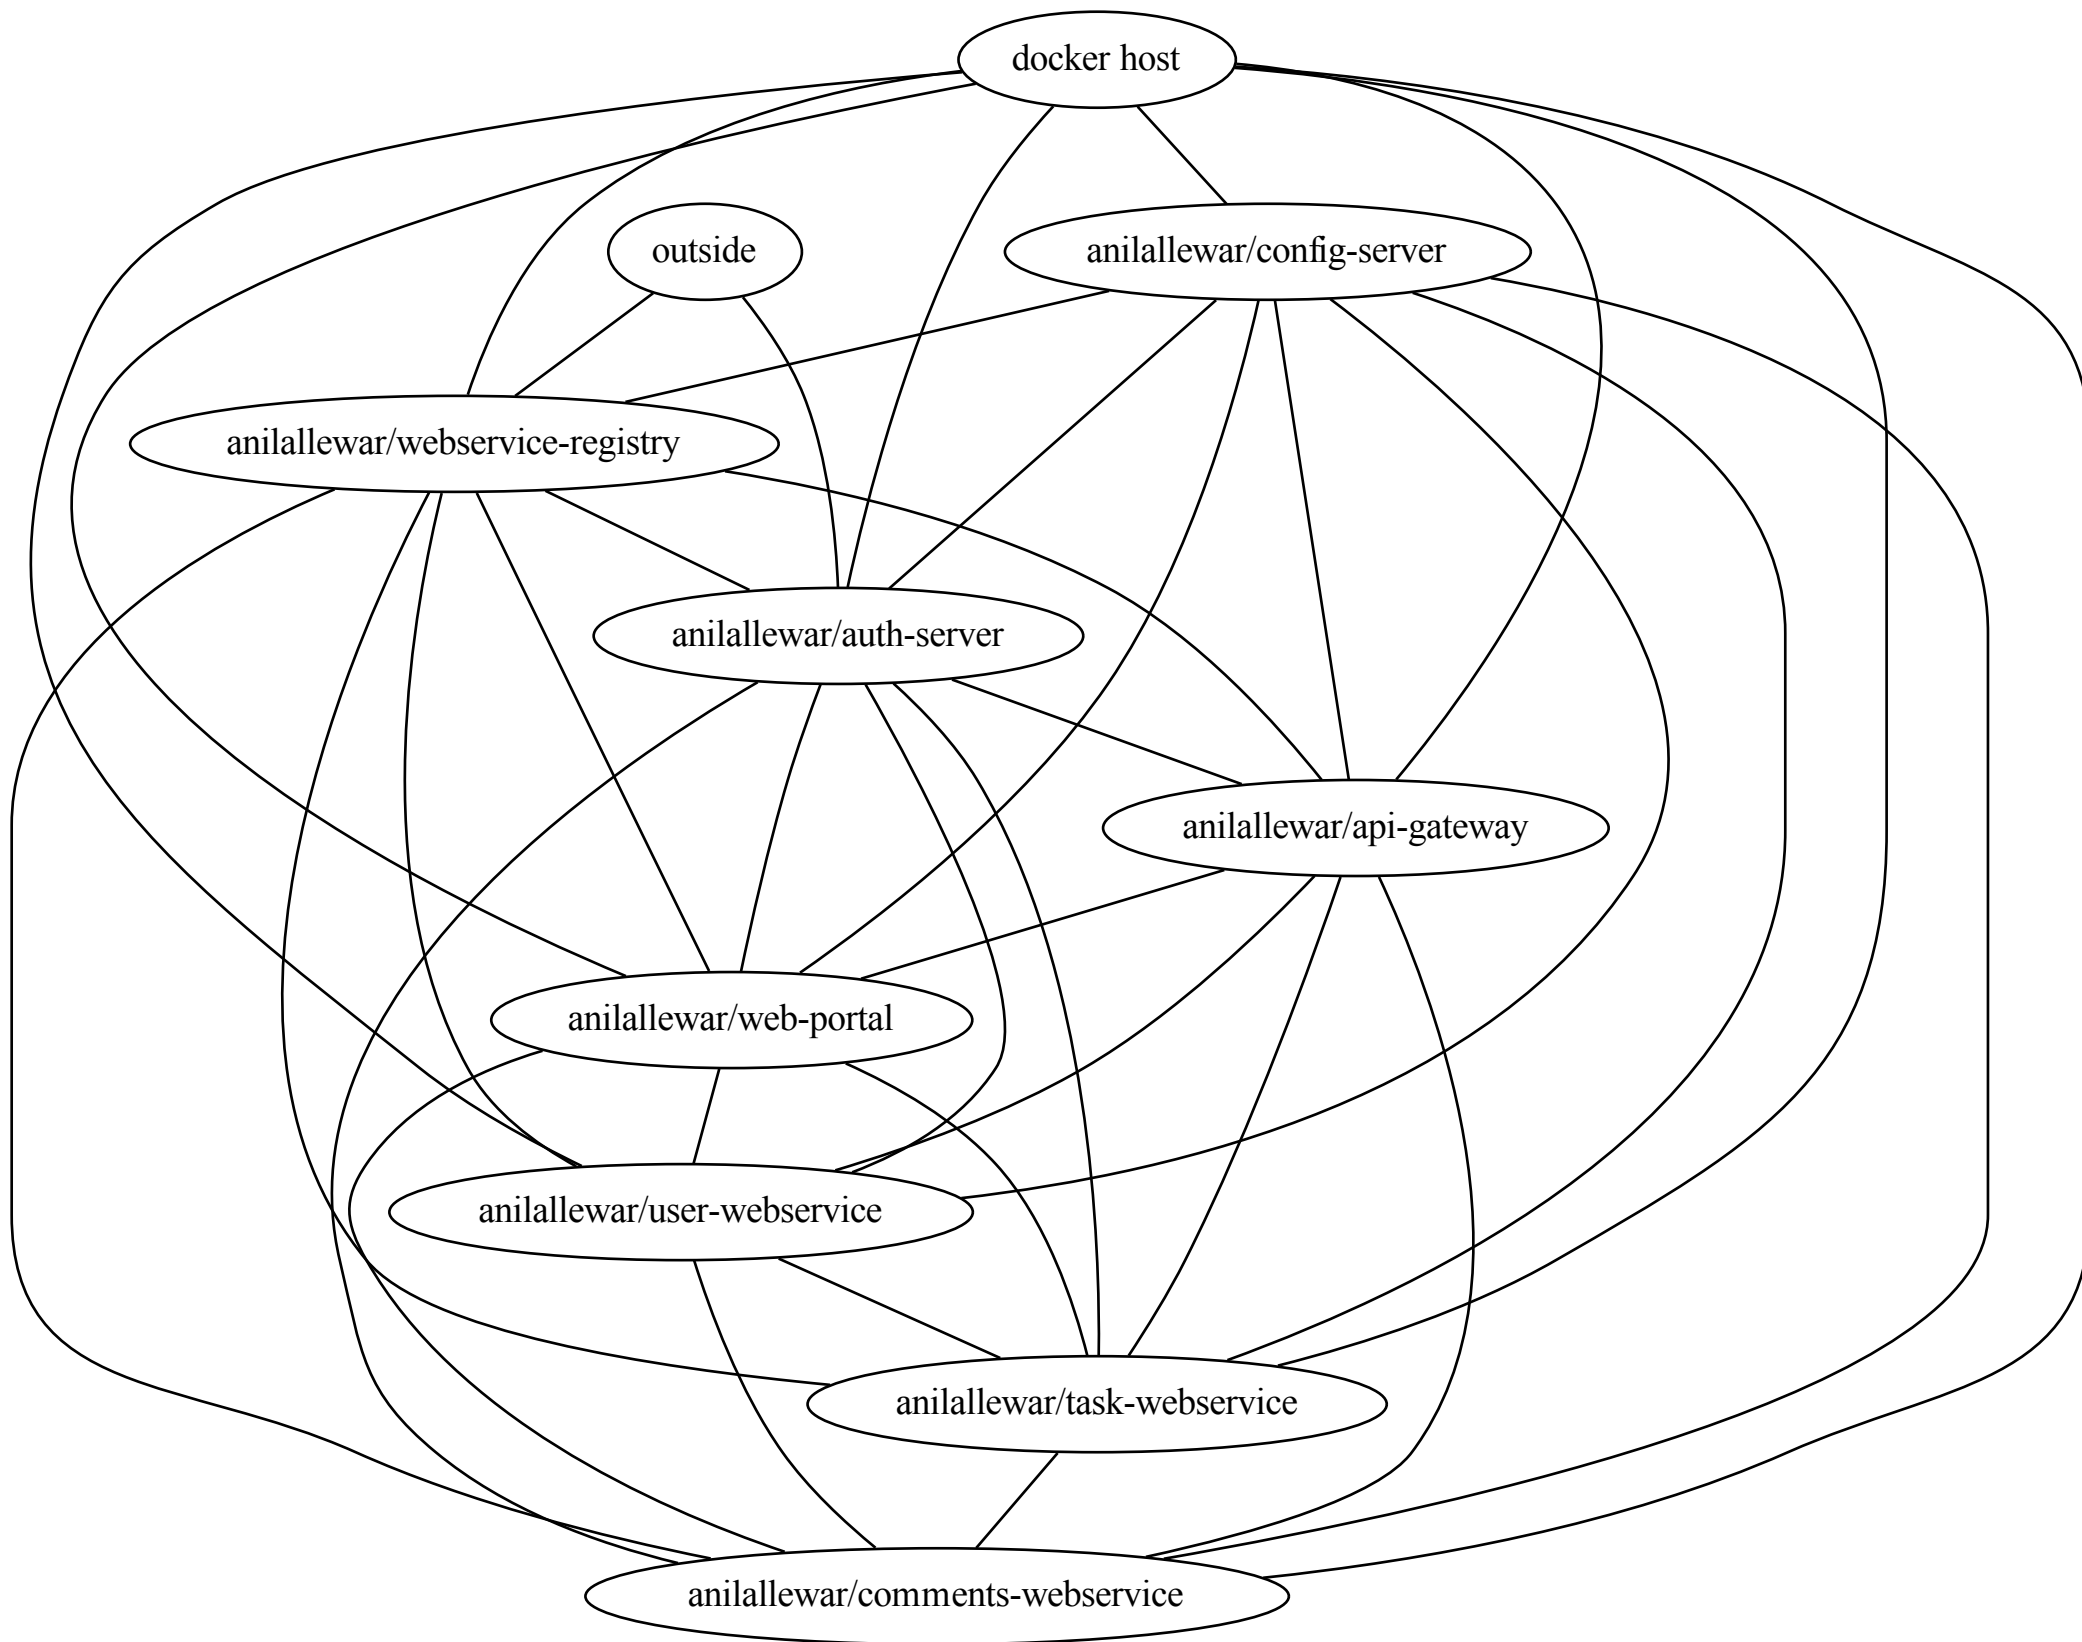 docker host
outside
anilallewar/config-server
anilallewar/webservice-registry
anilallewar/auth-server
anilallewar/api-gateway
anilallewar/web-portal
anilallewar/user-webservice
anilallewar/task-webservice
anilallewar/comments-webservice